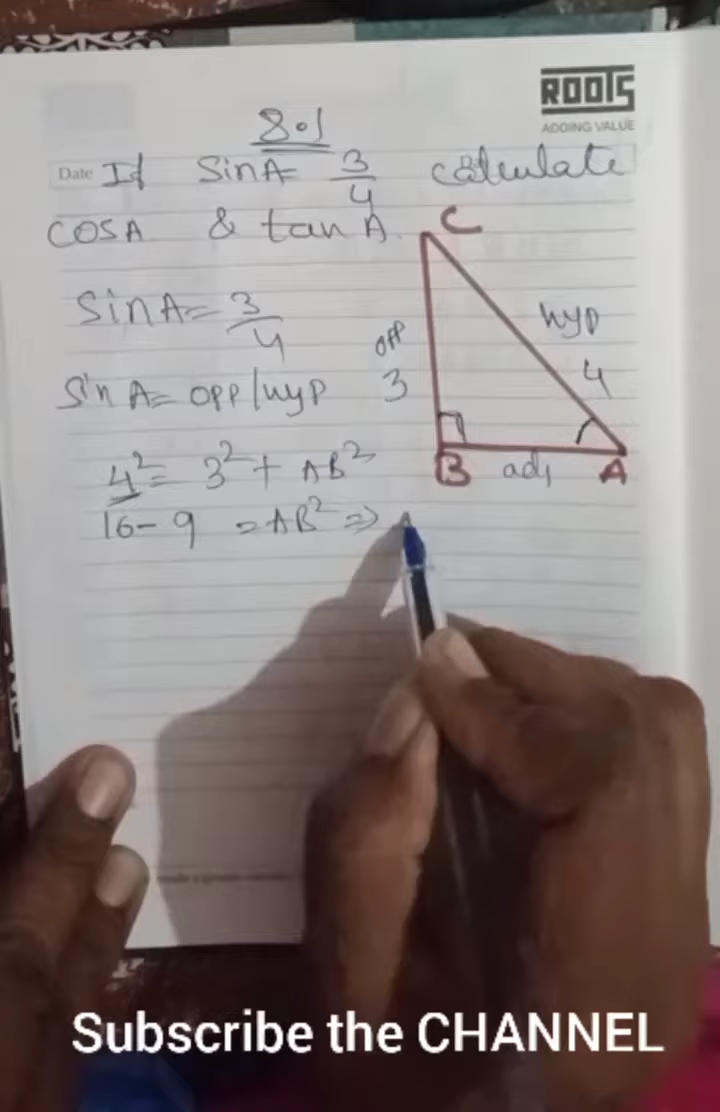 ROOTS
ADDING VALUE
8.1
Date If SinA= 3/4 calculate
COSA & tan A.
C
SinA= 3/4
hyp
opp
4
Sin A= opp/hyp 3
4²= 3²+ AB²
B adj A
16-9 =AB² ⇒
Subscribe the CHANNEL